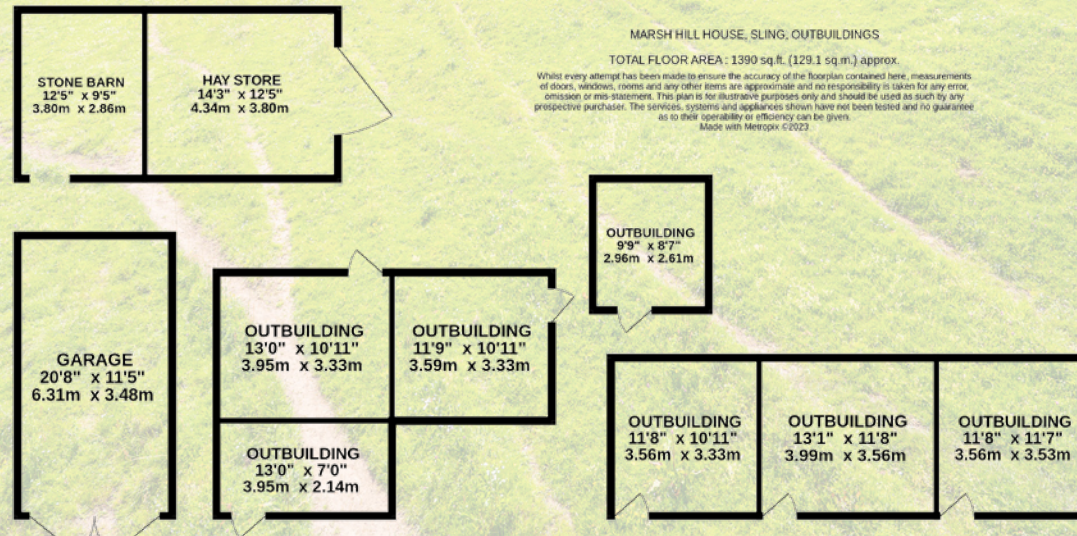 MARSH HILL HOUSE, SLING, OUTBUILDINGS
TOTAL FLOOR AREA : 1390 sq.ft. (129.1 sq.m.) approx.
Whilst every attempt has been made to ensure the accuracy of the floorplan contained here, measurements
of doors, windows, rooms and any other items are approximate and no responsibility is taken for any error,
omission or mis-statement. This plan is for illustrative purposes only and should be used as such by any
prospective purchaser. The services, systems and appliances shown have not been tested and no guarantee
as to their operability or efficiency can be given.
Made with Metropix ©2023
STONE BARN
12'5" x 9'5"
3.80m x 2.86m
HAY STORE
14'3" x 12'5"
4.34m x 3.80m
OUTBUILDING
9'9" x 8'7"
2.96m x 2.61m
GARAGE
20'8" x 11'5"
6.31m x 3.48m
OUTBUILDING
13'0" x 10'11"
3.95m x 3.33m
OUTBUILDING
11'9" x 10'11"
3.59m x 3.33m
OUTBUILDING
13'0" x 7'0"
3.95m x 2.14m
OUTBUILDING
11'8" x 10'11"
3.56m x 3.33m
OUTBUILDING
13'1" x 11'8"
3.99m x 3.56m
OUTBUILDING
11'8" x 11'7"
3.56m x 3.53m